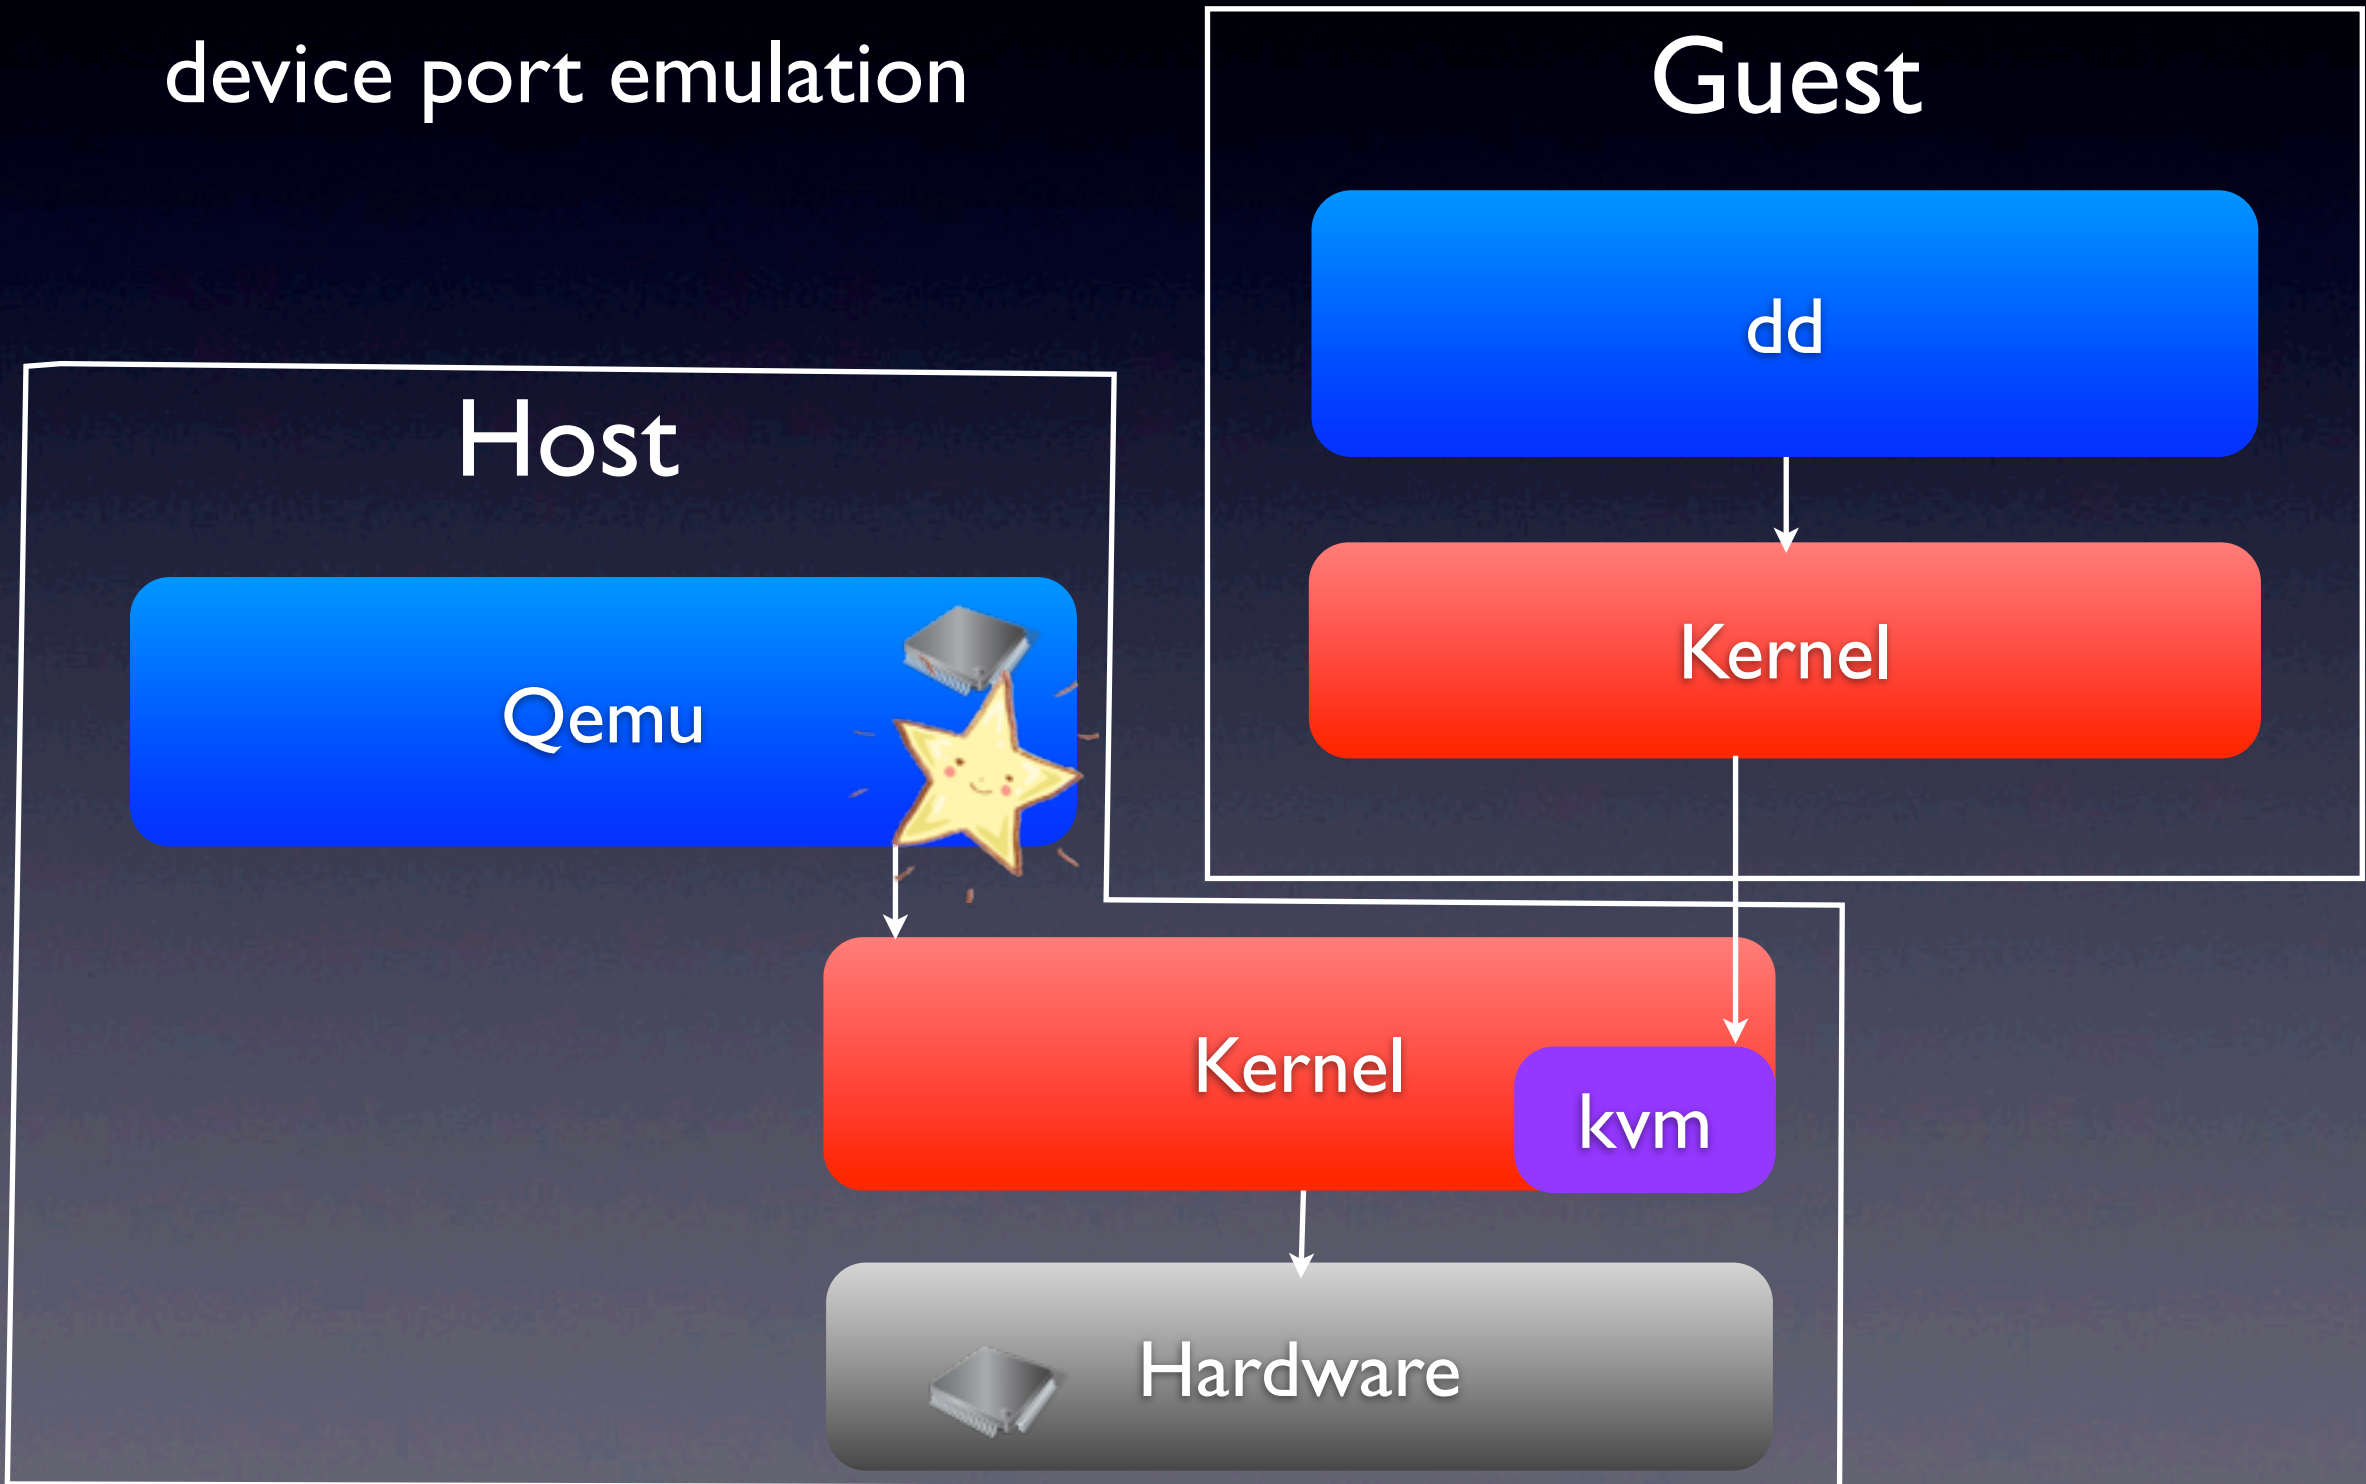 device port emulation
Guest
dd
Host
Kernel
Qemu
Kernel
kvm
Hardware